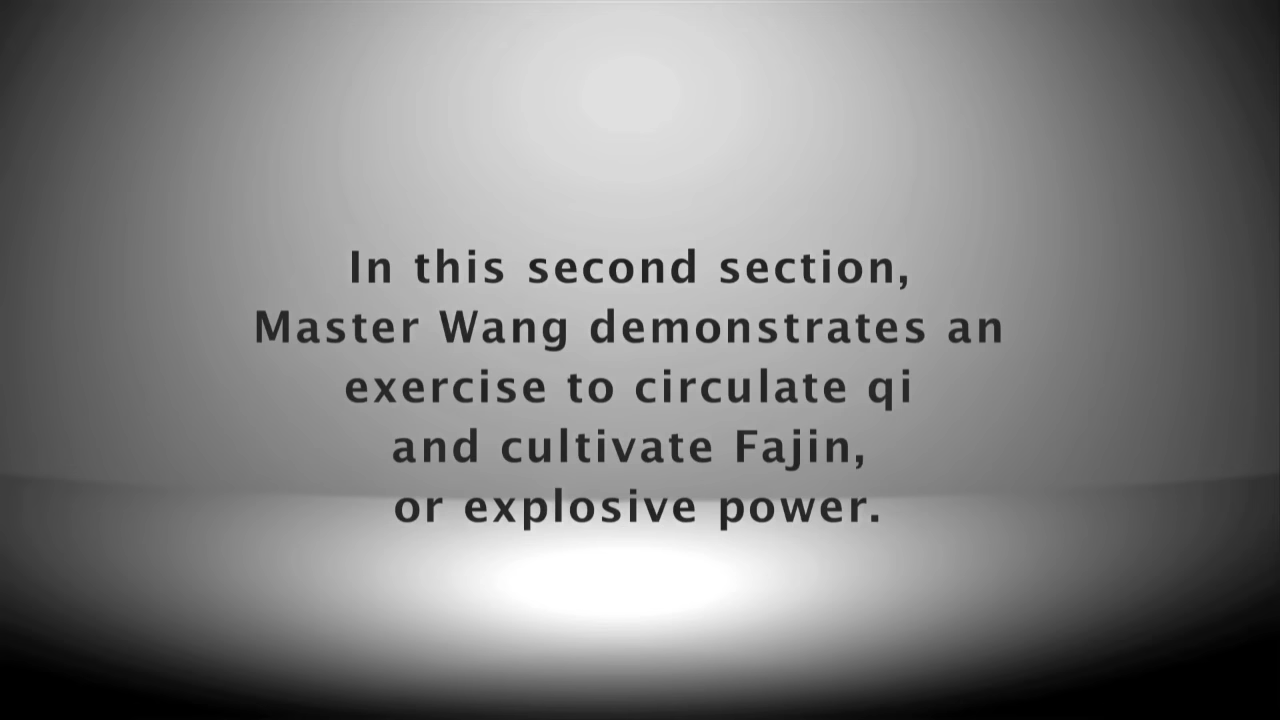 In this second section,
Master Wang demonstrates an
exercise to circulate qi
and cultivate Fajin,
or explosive power.